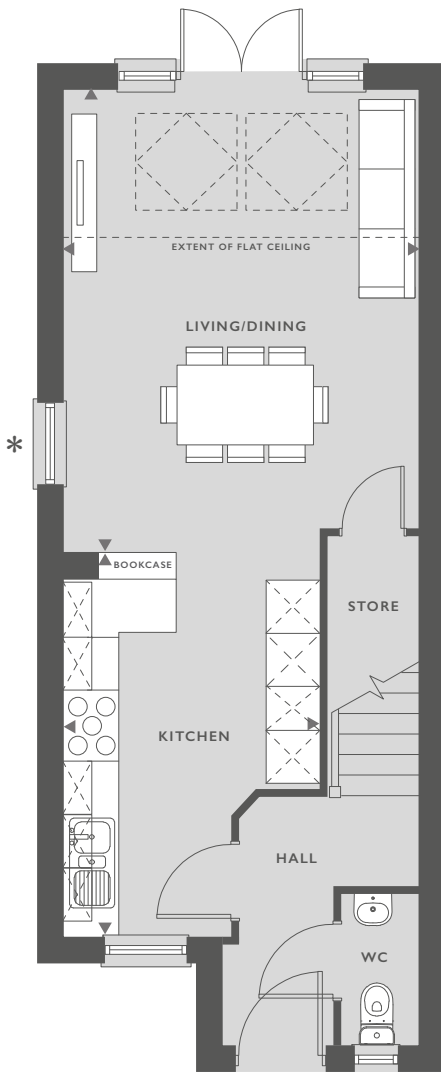 EXTENT OF FLAT CEILING
LIVING/DINING
*
BOOKCASE
STORE
KITCHEN
HALL
WC